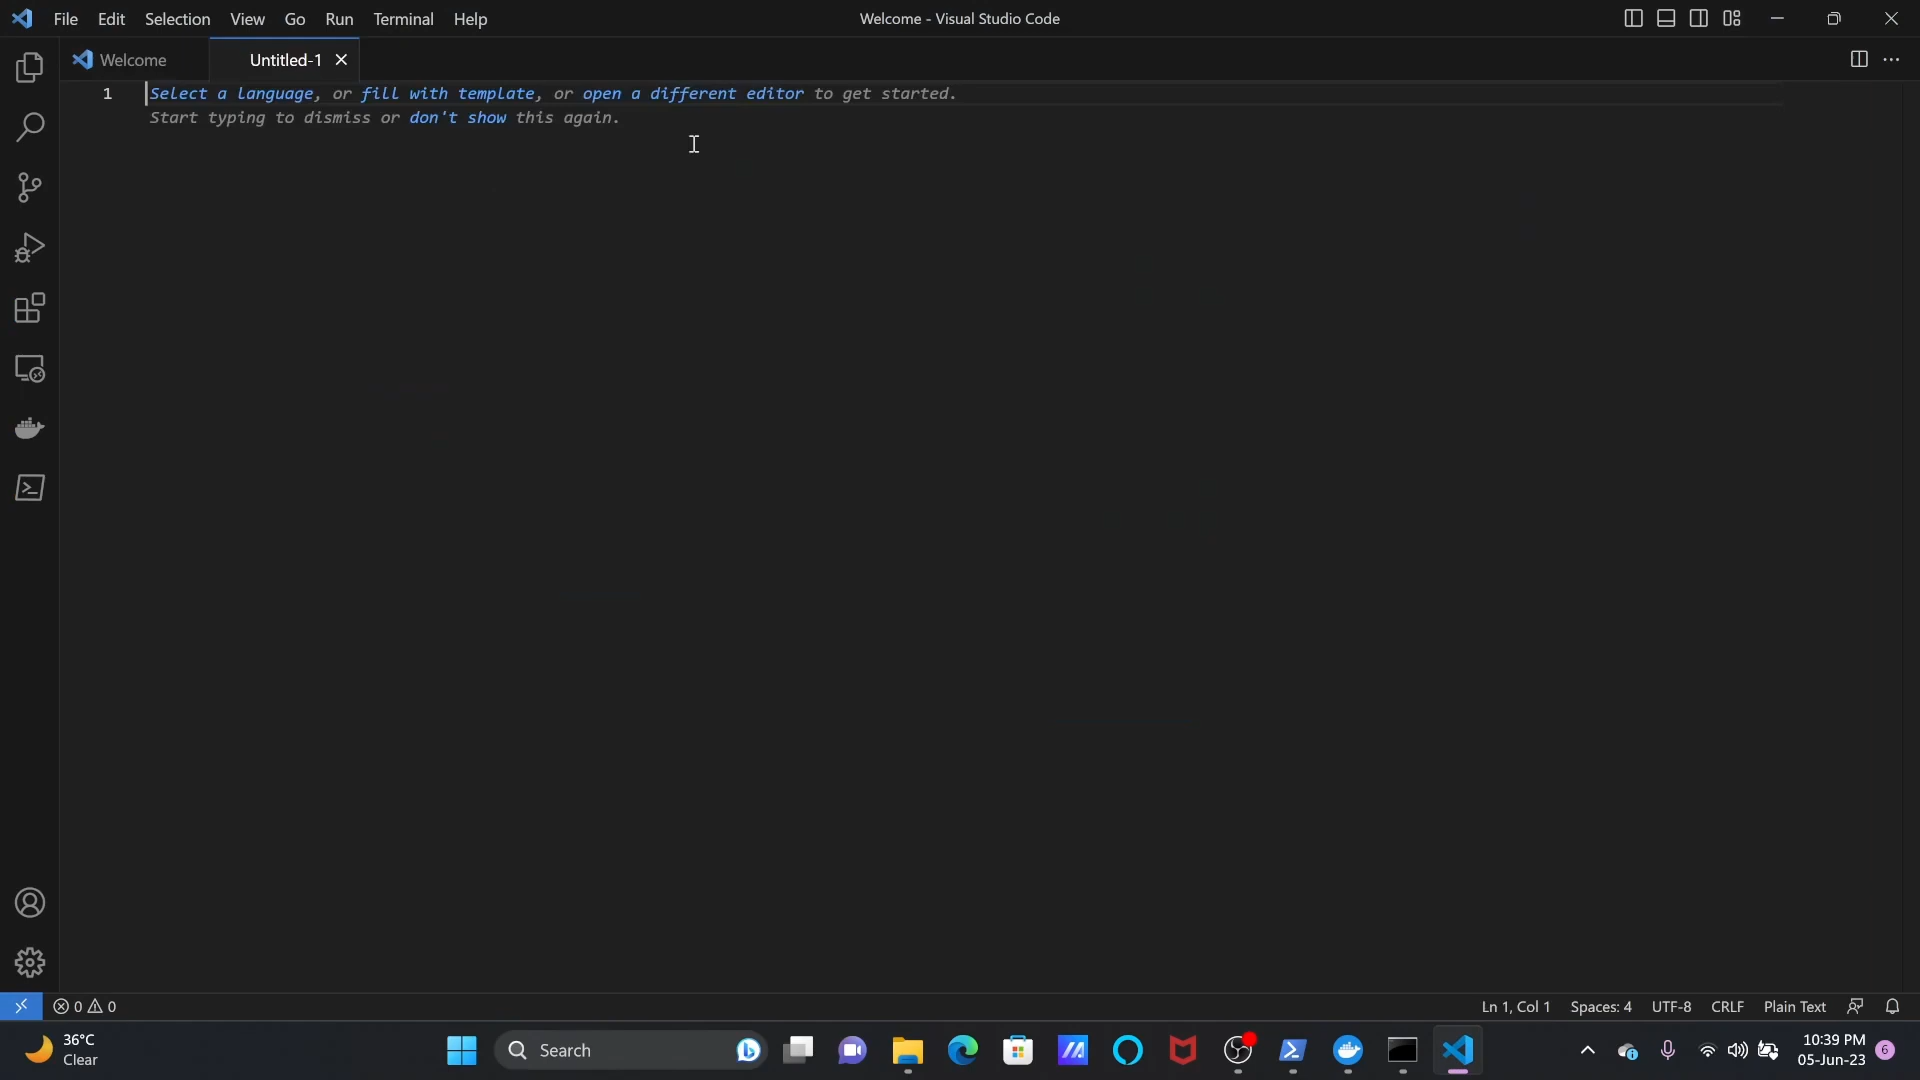 File Edit Selection View Go Run Terminal Help
Welcome - Visual Studio Code
Welcome
Untitled-1
1 Select a language, or fill with template, or open a different editor to get started.
Start typing to dismiss or don't show this again.
0 0
Ln 1, Col 1 Spaces: 4 UTF-8 CRLF Plain Text
36°C
Clear
Search
10:39 PM
05-Jun-23
6